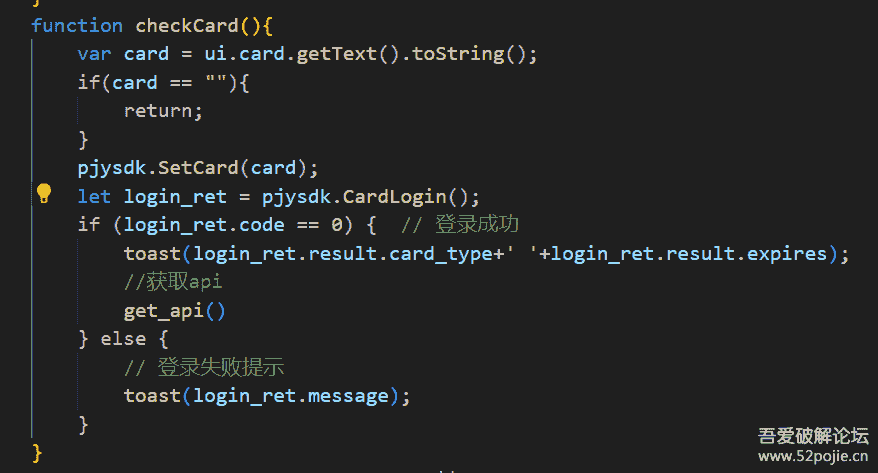 }
function checkCard(){
    var card = ui.card.getText().toString();
    if(card == ""){
        return;
    }
    pjysdk.SetCard(card);
    let login_ret = pjysdk.CardLogin();
    if (login_ret.code == 0) {  // 登录成功
        toast(login_ret.result.card_type+' '+login_ret.result.expires);
        //获取api
        get_api()
    } else {
        // 登录失败提示
        toast(login_ret.message);
    }
}
吾爱破解论坛
www.52pojie.cn